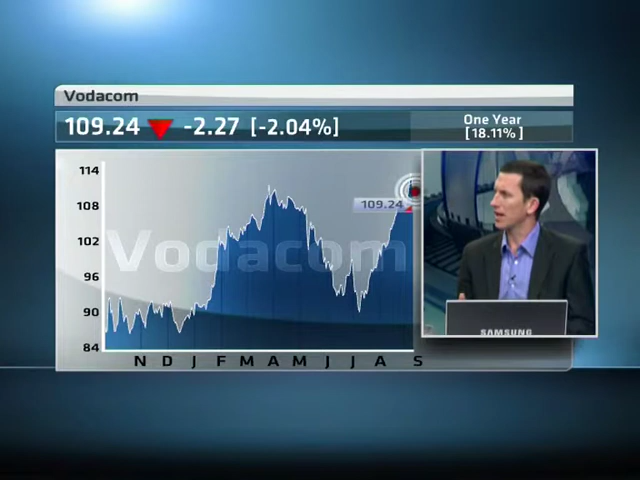 Vodacom
109.24 -2.27 [-2.04%]
One Year
[18.11%]
114
108
102
96
90
84
Vodacom
109.24
N D J F M A M J J A S
SAMSUNG